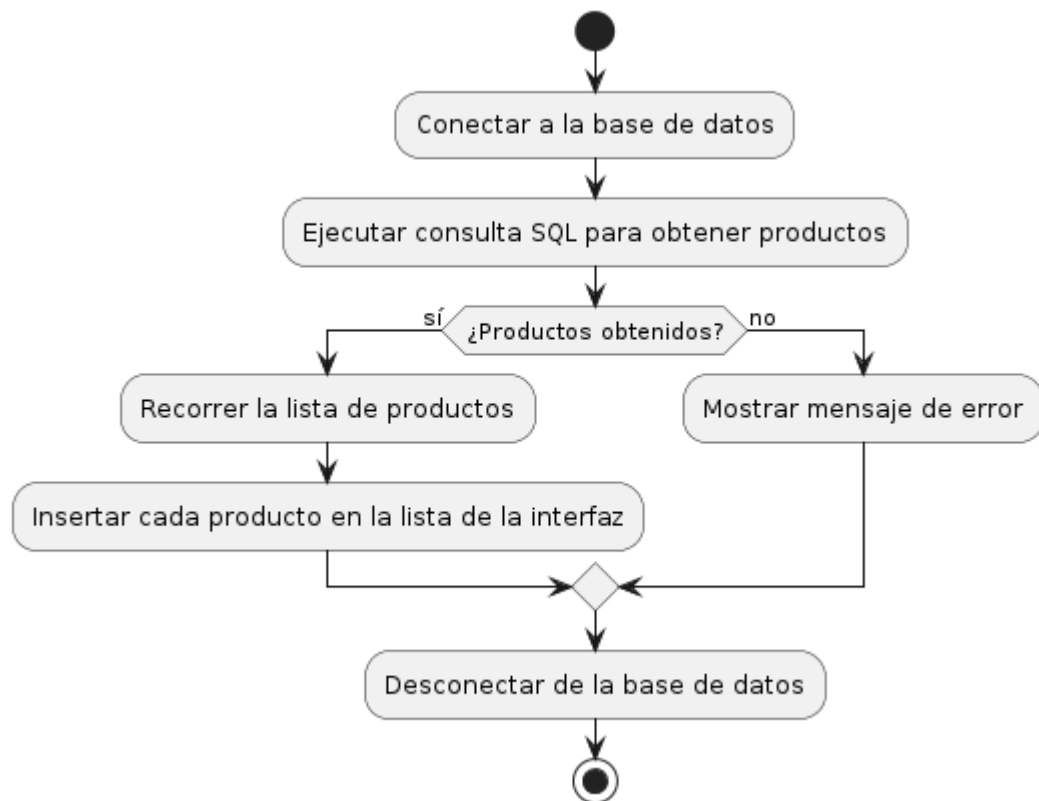 Conectar a la base de datos
Ejecutar consulta SQL para obtener productos
sí
¿Productos obtenidos?
no
Recorrer la lista de productos
Mostrar mensaje de error
Insertar cada producto en la lista de la interfaz
Desconectar de la base de datos